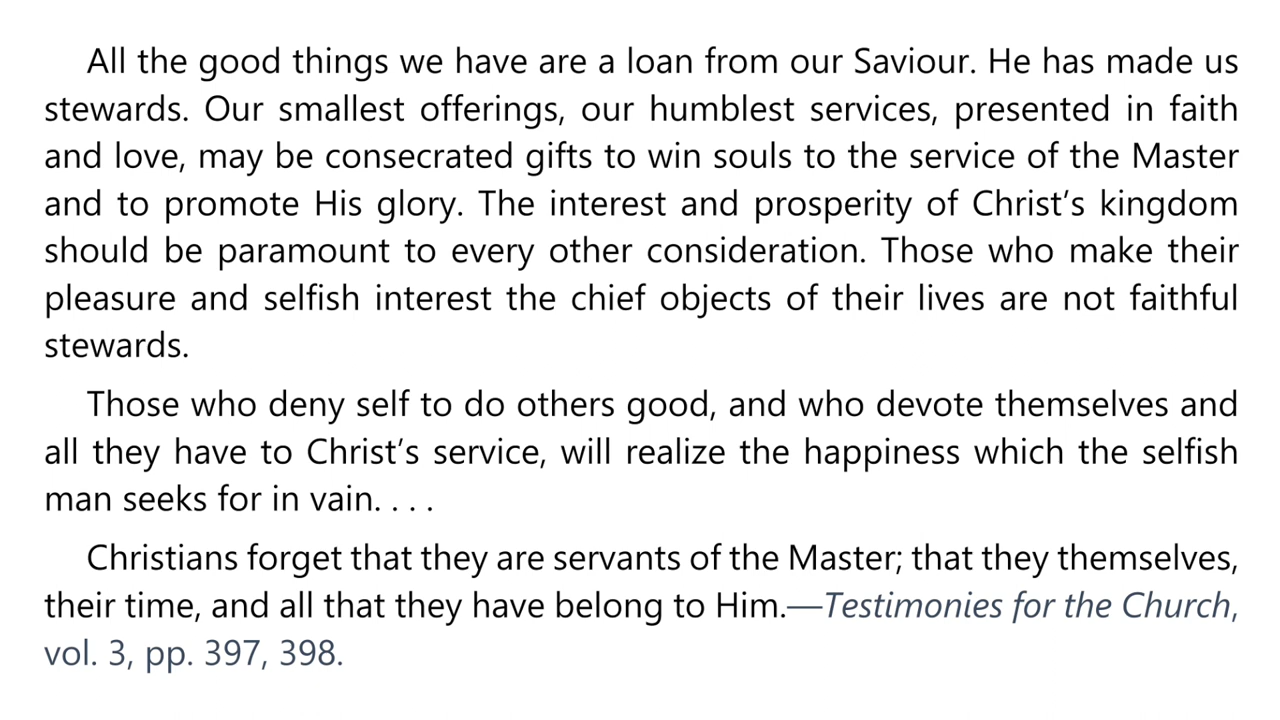 All the good things we have are a loan from our Saviour. He has made us
stewards. Our smallest offerings, our humblest services, presented in faith
and love, may be consecrated gifts to win souls to the service of the Master
and to promote His glory. The interest and prosperity of Christ’s kingdom
should be paramount to every other consideration. Those who make their
pleasure and selfish interest the chief objects of their lives are not faithful
stewards.
Those who deny self to do others good, and who devote themselves and
all they have to Christ’s service, will realize the happiness which the selfish
man seeks for in vain. . . .
Christians forget that they are servants of the Master; that they themselves,
their time, and all that they have belong to Him.—Testimonies for the Church,
vol. 3, pp. 397, 398.